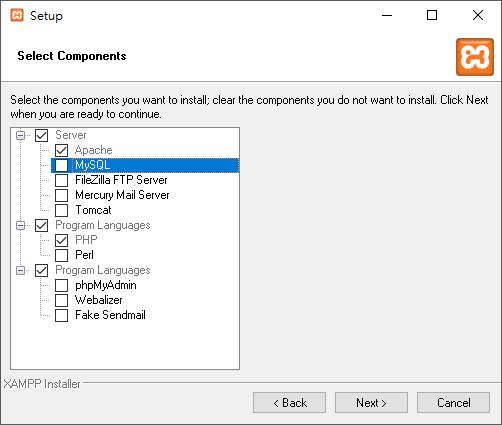 Setup
Select Components
Select the components you want to install; clear the components you do not want to install. Click Next
when you are ready to continue.
Server
Apache
MySQL
FileZilla FTP Server
Mercury Mail Server
Tomcat
Program Languages
PHP
Perl
Program Languages
phpMyAdmin
Webalizer
Fake Sendmail
XAMPP Installer
< Back
Next >
Cancel